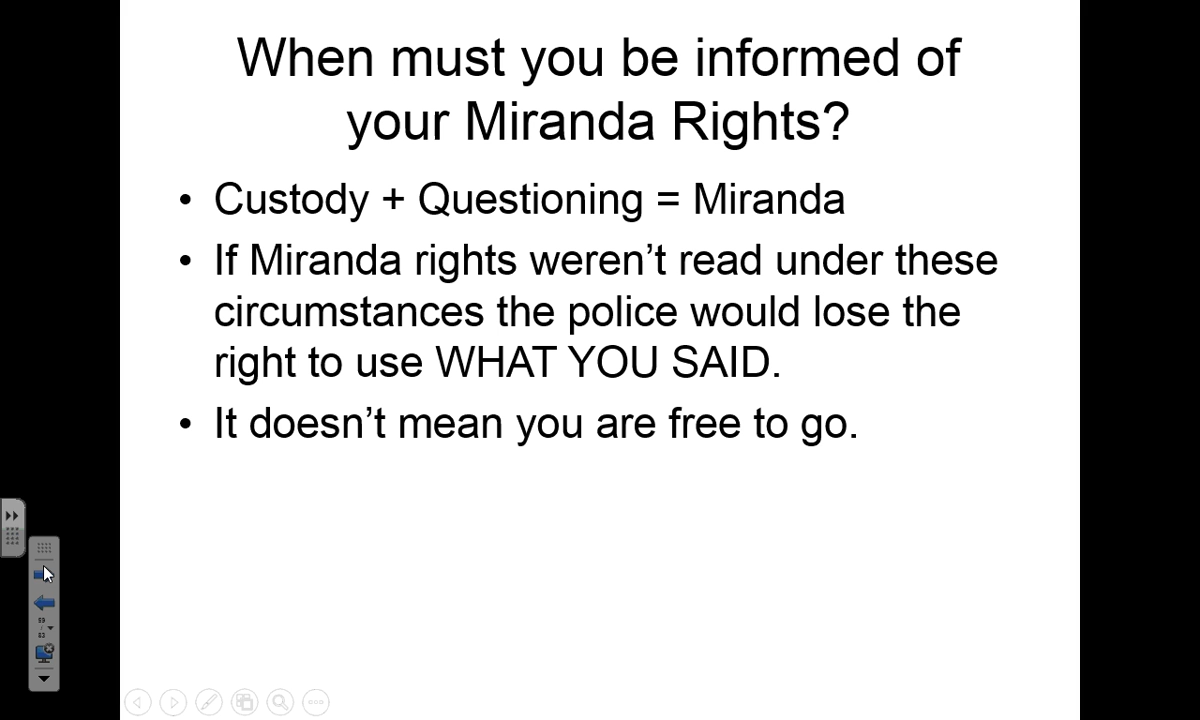 When must you be informed of
your Miranda Rights?
• Custody + Questioning = Miranda
• If Miranda rights weren’t read under these
circumstances the police would lose the
right to use WHAT YOU SAID.
• It doesn’t mean you are free to go.
59
/
83